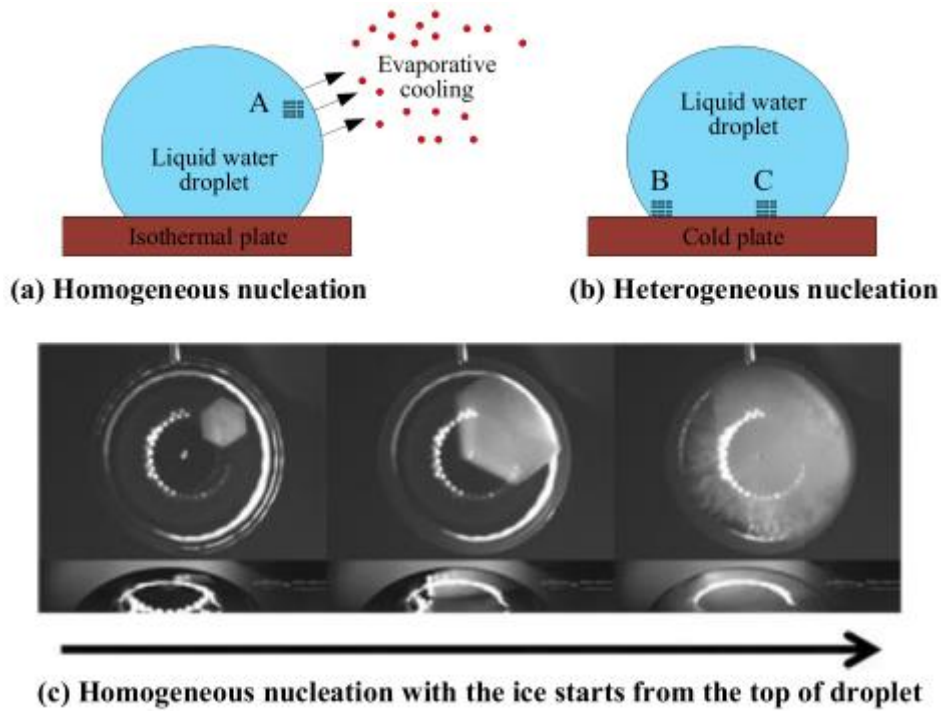 Evaporative
cooling
A
Liquid water
droplet
Isothermal plate
(a) Homogeneous nucleation
Liquid water
droplet
B
C
Cold plate
(b) Heterogeneous nucleation
(c) Homogeneous nucleation with the ice starts from the top of droplet